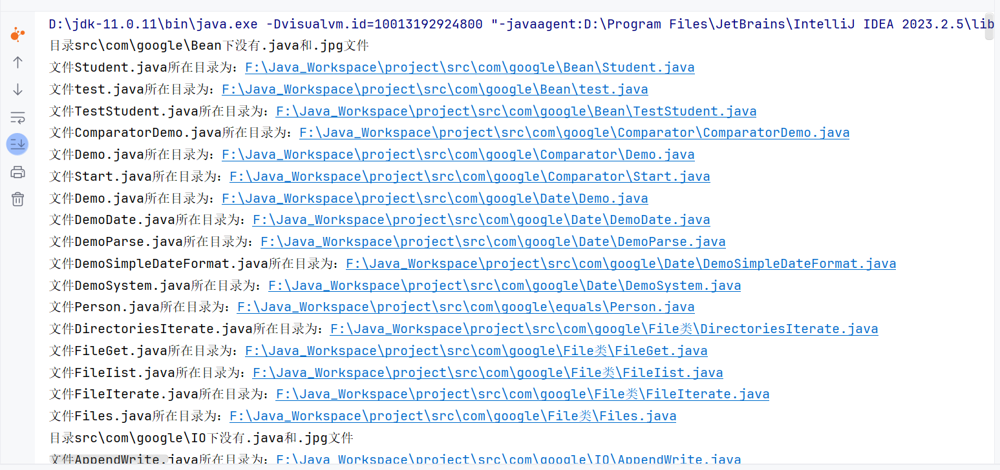 D:\jdk-11.0.11\bin\java.exe -Dvisualvm.id=10013192924800 "-javaagent:D:\Program Files\JetBrains\IntelliJ IDEA 2023.2.5\lib
目录src\com\google\Bean下没有.java和.jpg文件
文件Student.java所在目录为：F:\Java_Workspace\project\src\com\google\Bean\Student.java
文件test.java所在目录为：F:\Java_Workspace\project\src\com\google\Bean\test.java
文件TestStudent.java所在目录为：F:\Java_Workspace\project\src\com\google\Bean\TestStudent.java
文件ComparatorDemo.java所在目录为：F:\Java_Workspace\project\src\com\google\Comparator\ComparatorDemo.java
文件Demo.java所在目录为：F:\Java_Workspace\project\src\com\google\Comparator\Demo.java
文件Start.java所在目录为：F:\Java_Workspace\project\src\com\google\Comparator\Start.java
文件Demo.java所在目录为：F:\Java_Workspace\project\src\com\google\Date\Demo.java
文件DemoDate.java所在目录为：F:\Java_Workspace\project\src\com\google\Date\DemoDate.java
文件DemoParse.java所在目录为：F:\Java_Workspace\project\src\com\google\Date\DemoParse.java
文件DemoSimpleDateFormat.java所在目录为：F:\Java_Workspace\project\src\com\google\Date\DemoSimpleDateFormat.java
文件DemoSystem.java所在目录为：F:\Java_Workspace\project\src\com\google\Date\DemoSystem.java
文件Person.java所在目录为：F:\Java_Workspace\project\src\com\google\equals\Person.java
文件DirectoriesIterate.java所在目录为：F:\Java_Workspace\project\src\com\google\File类\DirectoriesIterate.java
文件FileGet.java所在目录为：F:\Java_Workspace\project\src\com\google\File类\FileGet.java
文件FileIist.java所在目录为：F:\Java_Workspace\project\src\com\google\File类\FileIist.java
文件FileIterate.java所在目录为：F:\Java_Workspace\project\src\com\google\File类\FileIterate.java
文件Files.java所在目录为：F:\Java_Workspace\project\src\com\google\File类\Files.java
目录src\com\google\IO下没有.java和.jpg文件
文件AppendWrite.java所在目录为：F:\Java_Workspace\project\src\com\google\IO\AppendWrite.java